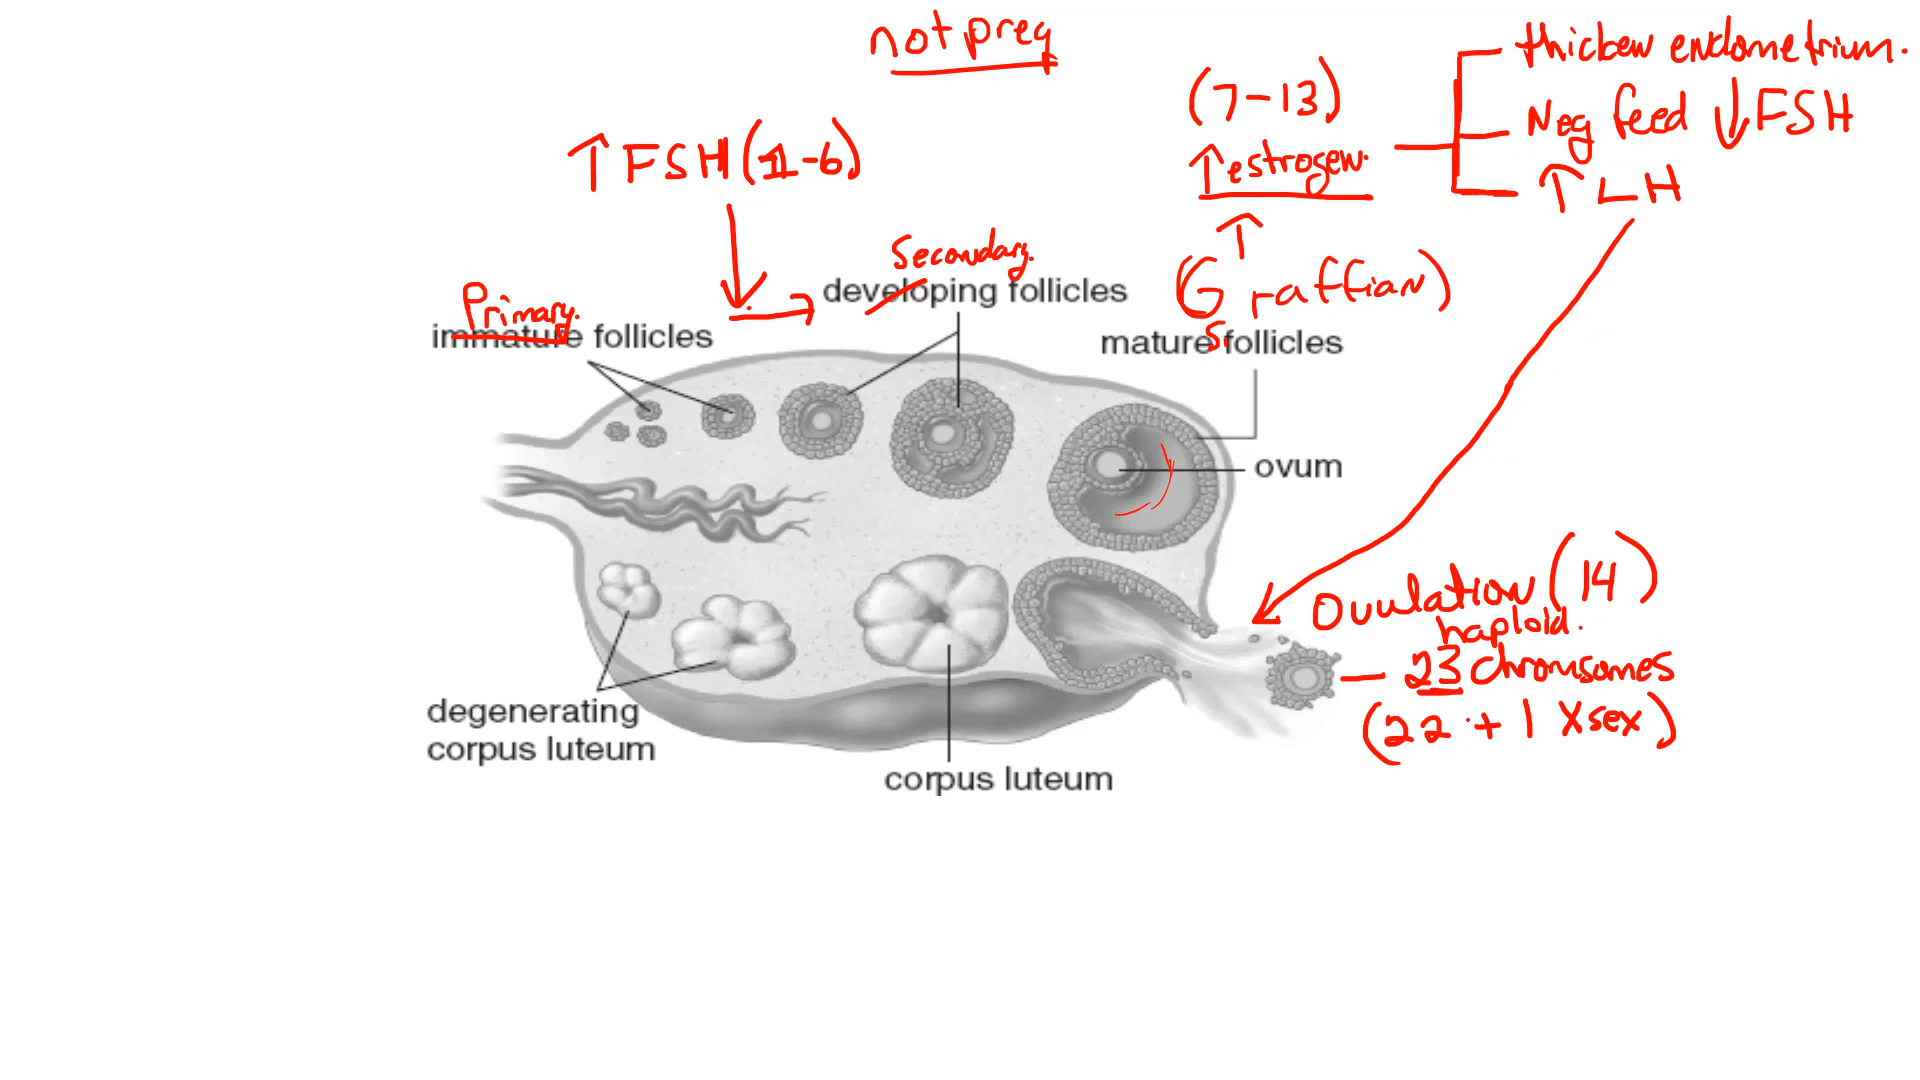 not preg
thicken endometrium.
(7-13)
Neg feed ↓FSH
↑FSH (1-6)
↑estrogen.
↑ LH
↑
Secondary.
developing follicles
(Graffian)
Primary.
immature follicles
S.
mature follicles
ovum
Ovulation (14)
haploid.
23 chromsomes
(22 + 1 X sex)
degenerating
corpus luteum
corpus luteum